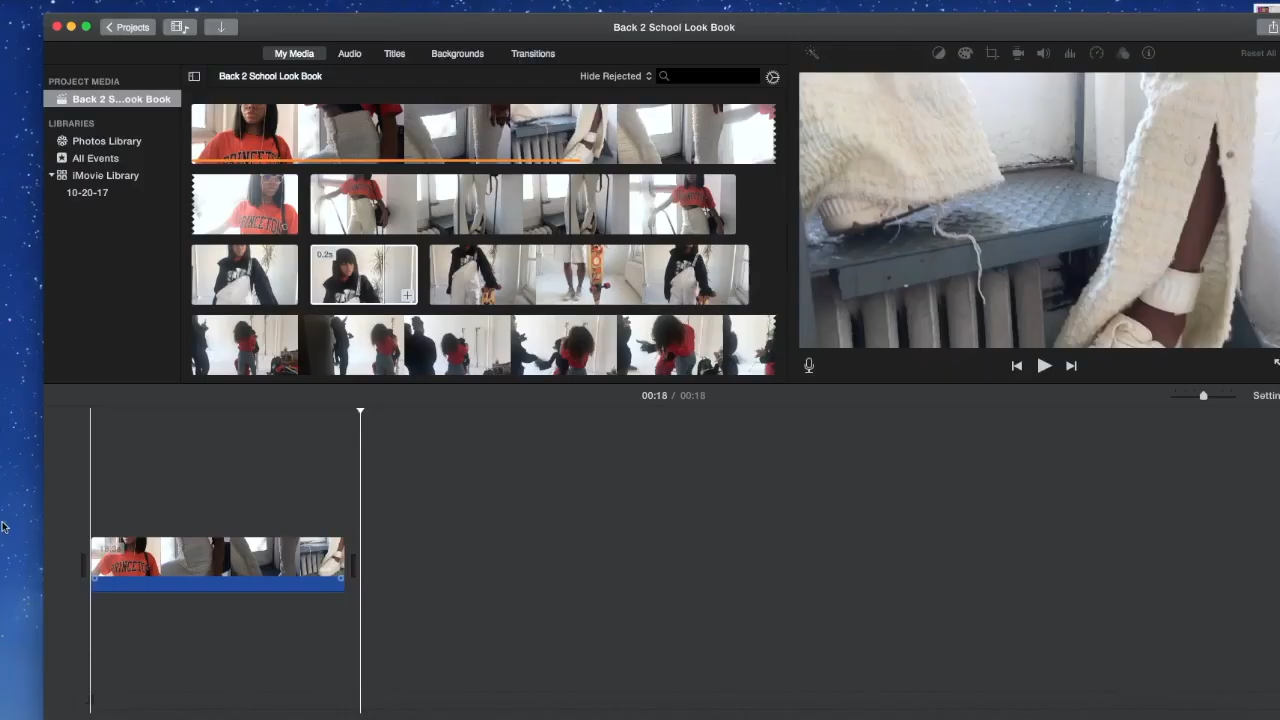 Projects
Back 2 School Look Book
My Media
Audio
Titles
Backgrounds
Transitions
Reset All
PROJECT MEDIA
Back 2 S...ook Book
LIBRARIES
Photos Library
All Events
iMovie Library
10-20-17
Back 2 School Look Book
Hide Rejected
PRINCETON
0.2s
00:18 / 00:18
Settin